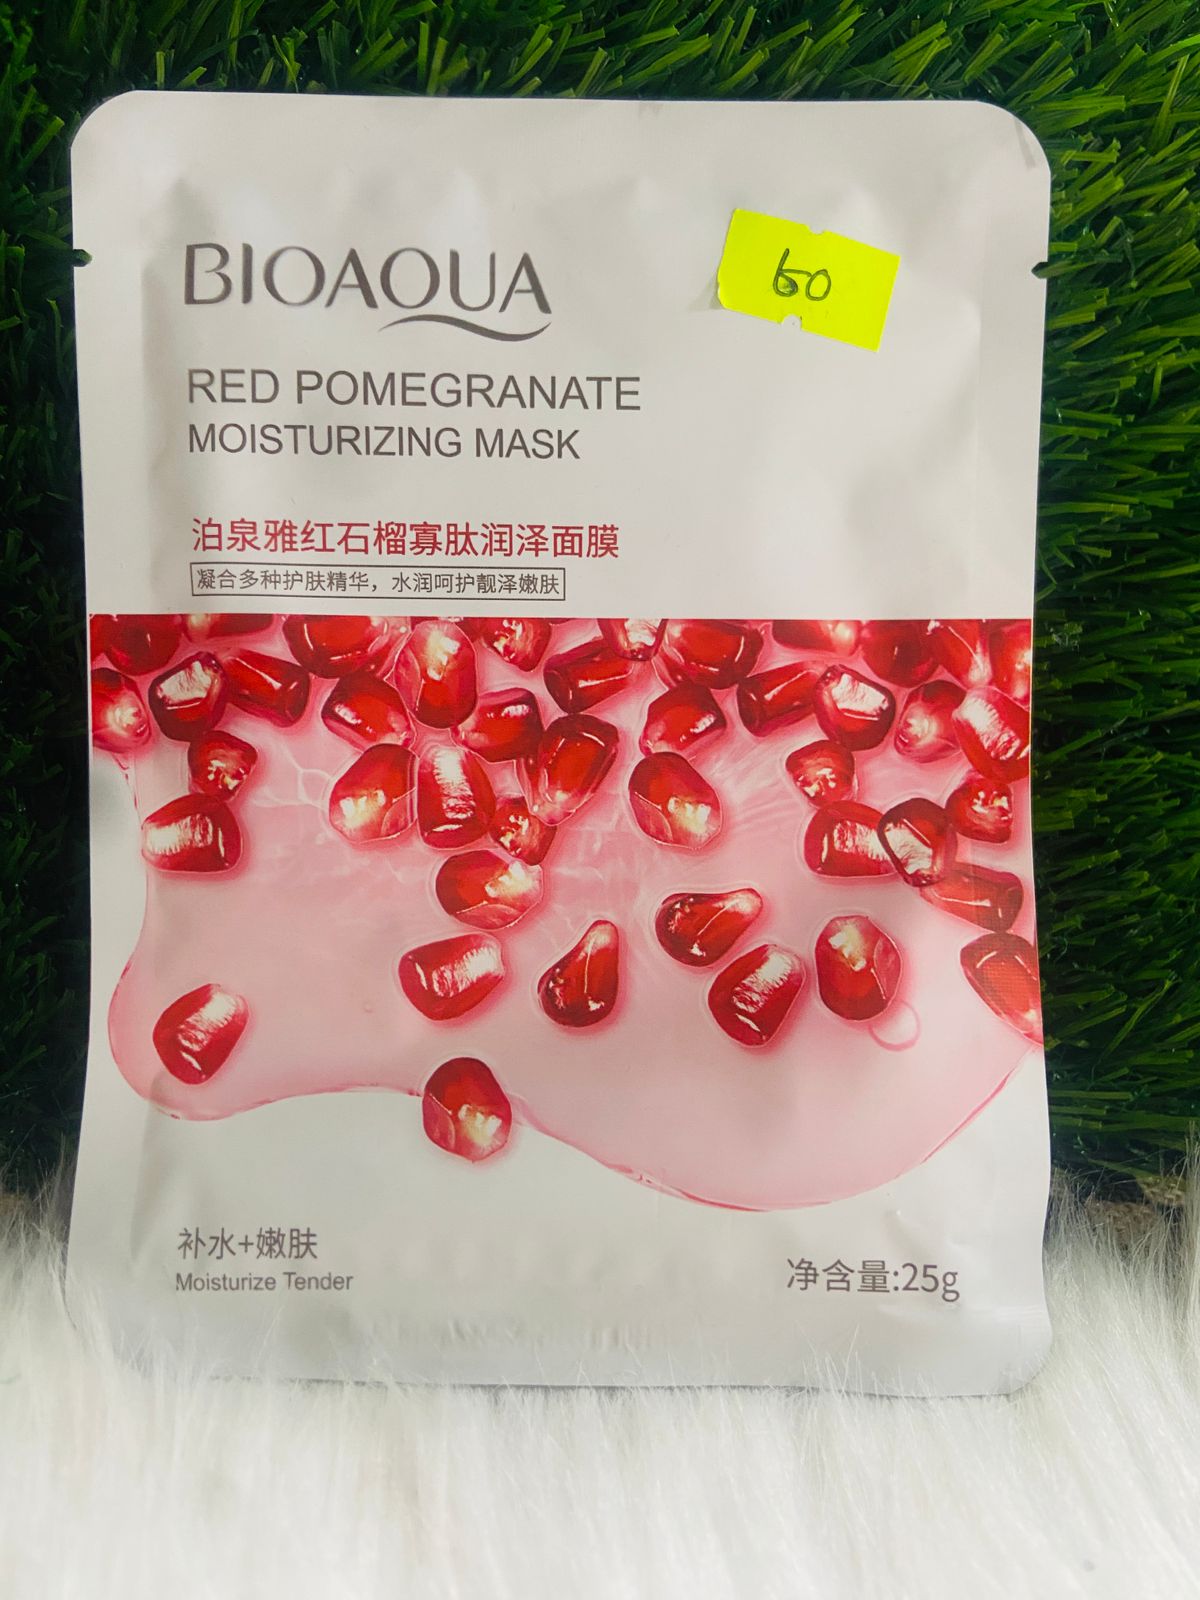 BIOAQUA
60
RED POMEGRANATE
MOISTURIZING MASK
泊泉雅红石榴寡肽润泽面膜
凝合多种护肤精华，水润呵护靓泽嫩肤
补水+嫩肤
Moisturize Tender
净含量:25g